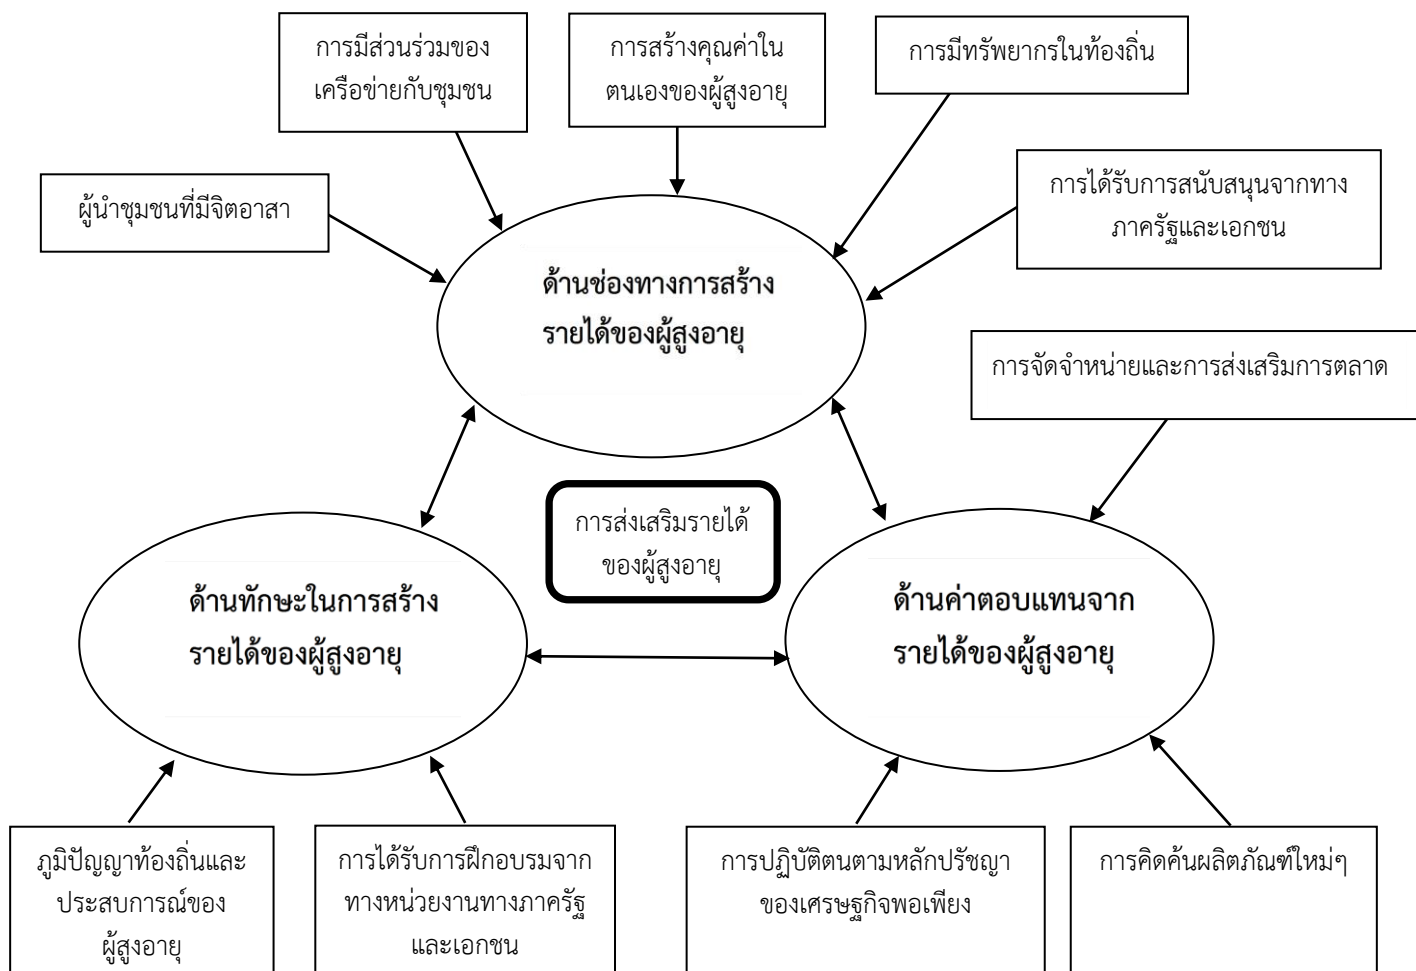 การมีส่วนร่วมของ
เครือข่ายกับชุมชน
การสร้างคุณค่าใน
ตนเองของผู้สูงอายุ
การมีทรัพยากรในท้องถิ่น
ผู้นำชุมชนที่มีจิตอาสา
การได้รับการสนับสนุนจากทาง
ภาครัฐและเอกชน
ด้านช่องทางการสร้าง
รายได้ของผู้สูงอายุ
การจัดจำหน่ายและการส่งเสริมการตลาด
การส่งเสริมรายได้
ของผู้สูงอายุ
ด้านทักษะในการสร้าง
รายได้ของผู้สูงอายุ
ด้านค่าตอบแทนจาก
รายได้ของผู้สูงอายุ
ภูมิปัญญาท้องถิ่นและ
ประสบการณ์ของ
ผู้สูงอายุ
การได้รับการฝึกอบรมจาก
ทางหน่วยงานทางภาครัฐ
และเอกชน
การปฏิบัติตนตามหลักปรัชญา
ของเศรษฐกิจพอเพียง
การคิดค้นผลิตภัณฑ์ใหม่ๆ